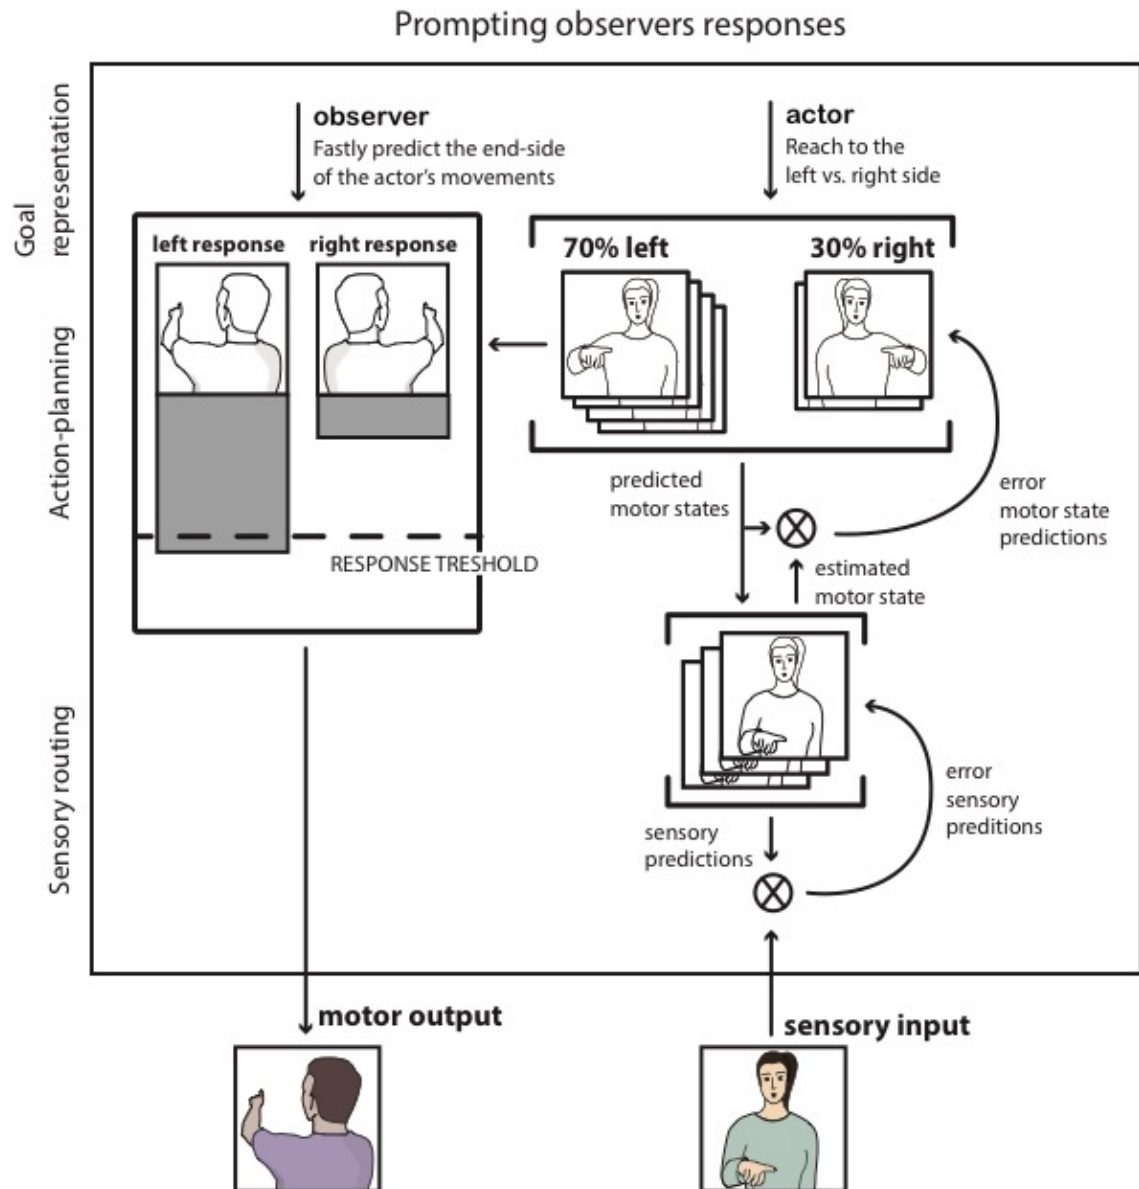 Prompting observers responses
Goal
representation
Action-planning
Sensory routing
observer
Fastly predict the end-side
of the actor's movements
actor
Reach to the
left vs. right side
left response
right response
70% left
30% right
RESPONSE TRESHOLD
predicted
motor states
error
motor state
predictions
estimated
motor state
error
sensory
preditions
sensory
predictions
motor output
sensory input